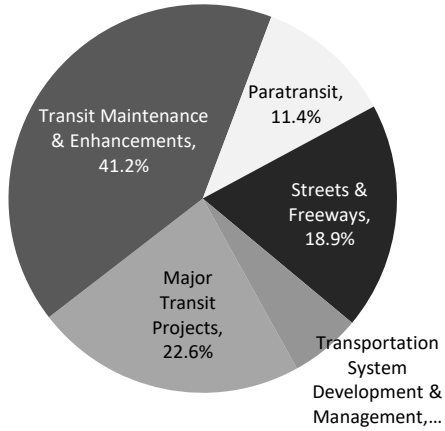 Paratransit,
11.4%
Transit Maintenance
& Enhancements,
41.2%
Streets &
Freeways,
18.9%
Major
Transit
Projects,
22.6%
Transportation
System
Development &
Management,…